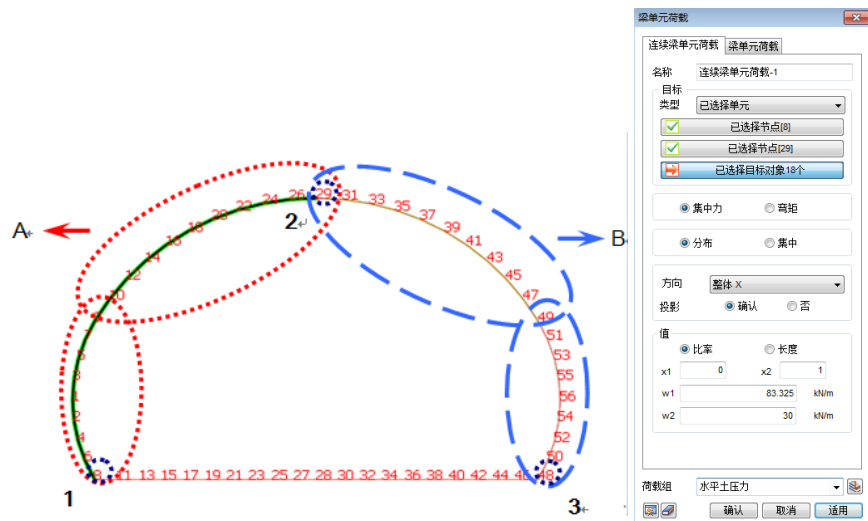 26 29 31
24 33
22 35
20 37
18 39
A 2 B
16 41
14 43
12 45
10 47
9 49
7 51
5 53
3 55
1 56
2 54
4 52
6 50
8 11 13 15 17 19 21 23 25 27 28 30 32 34 36 38 40 42 44 46 48
1 3
梁单元荷载
连续梁单元荷载 梁单元荷载
名称 连续梁单元荷载-1
目标
类型 已选择单元
已选择节点[8]
已选择节点[29]
已选择目标对象18个
集中力 弯矩
分布 集中
方向 整体 X
投影 确认 否
值
比率 长度
x1 0 x2 1
w1 83.325 kN/m
w2 30 kN/m
荷载组 水平土压力
确认 取消 适用